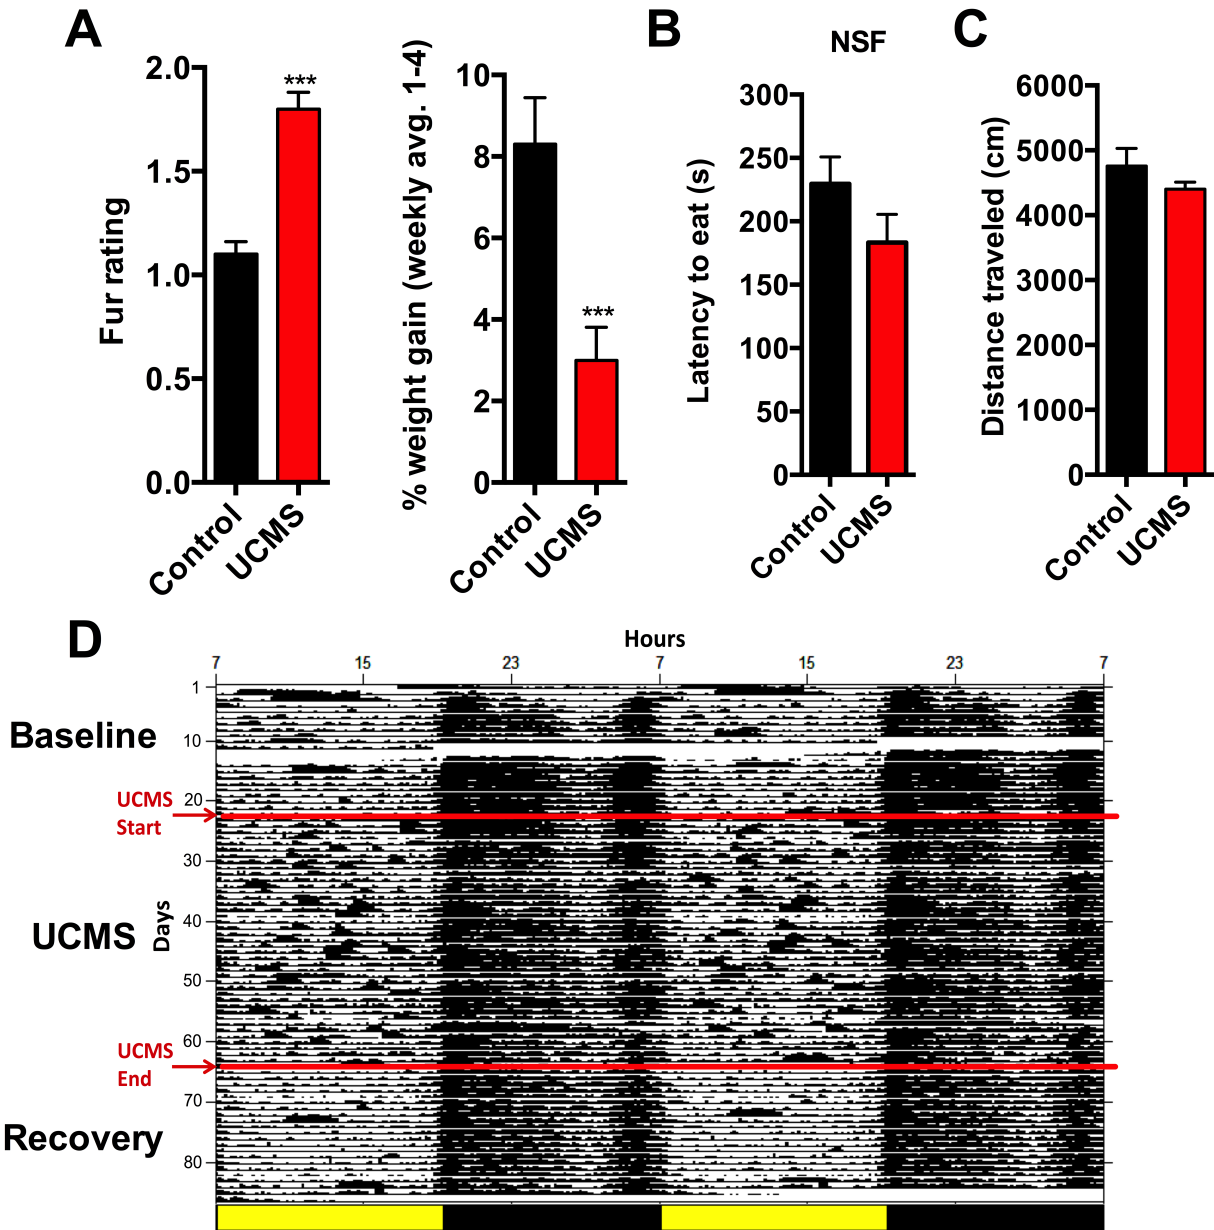 A
B
NSF
C
Fur rating
2.0
1.5
1.0
0.5
0.0
***
Control
UCMS
% weight gain (weekly avg. 1-4)
10
8
6
4
2
0
***
Control
UCMS
Latency to eat (s)
300
250
200
150
100
50
0
Control
UCMS
Distance traveled (cm)
6000
5000
4000
3000
2000
1000
0
Control
UCMS
D
Hours
7 15 23 7 15 23 7
1
Baseline
10
20
UCMS
Start
30
UCMS
Days
40
50
60
UCMS
End
70
Recovery
80